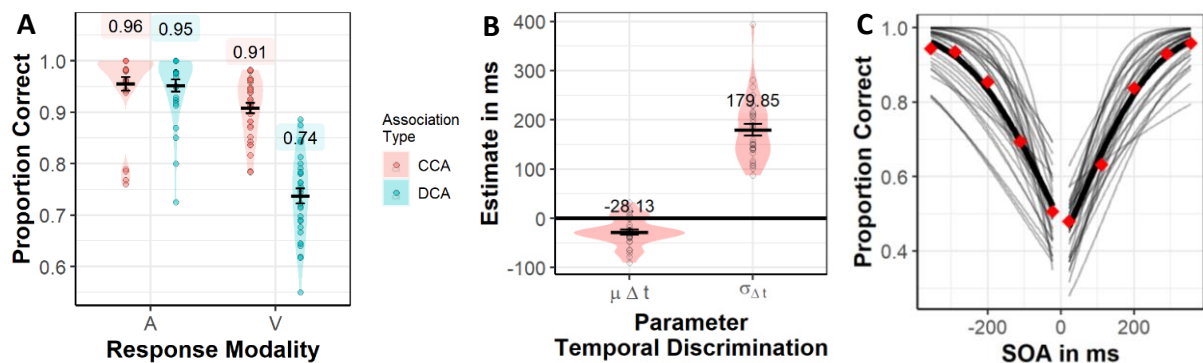 A
Proportion Correct
1.0
0.9
0.8
0.7
0.6
0.96
0.95
0.91
0.74
A
V
Response Modality
Association
Type
CCA
DCA
B
Estimate in ms
400
300
200
100
0
-100
179.85
-28.13
μ Δ t
σΔ t
Parameter
Temporal Discrimination
C
Proportion Correct
1.0
0.8
0.6
0.4
-200
0
200
SOA in ms